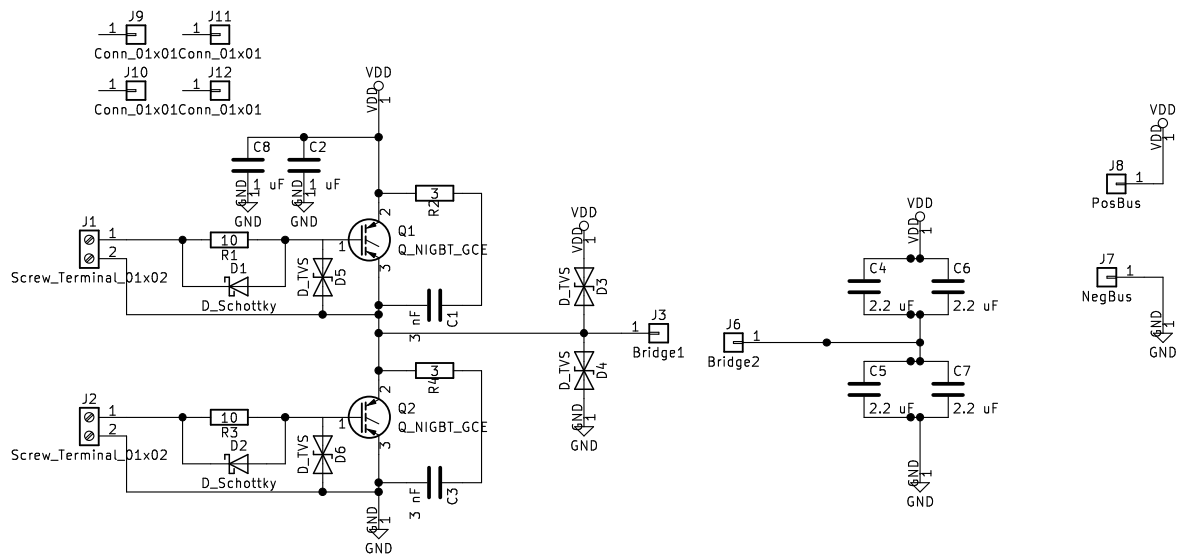 J9
1
Conn_01x01
J11
1
Conn_01x01
J10
1
Conn_01x01
J12
1
Conn_01x01
VDD
VDD
1
C8
1 uF
GND
1
GND
C2
1 uF
GND
1
GND
3
R2
J1
1
2
Screw_Terminal_01x02
10
R1
D1
D_Schottky
D_TVS
D5
Q1
Q_NIGBT_GCE
1
2
3
3 nF
C1
VDD
VDD
1
D_TVS
D3
J3
1
Bridge1
D_TVS
D4
GND
1
GND
3
R4
J2
1
2
Screw_Terminal_01x02
10
R3
D2
D_Schottky
D_TVS
D6
Q2
Q_NIGBT_GCE
1
2
3
3 nF
C3
GND
1
GND
J6
1
Bridge2
VDD
VDD
1
C4
2.2 uF
C6
2.2 uF
C5
2.2 uF
C7
2.2 uF
GND
1
GND
VDD
VDD
1
J8
1
PosBus
J7
1
NegBus
GND
1
GND